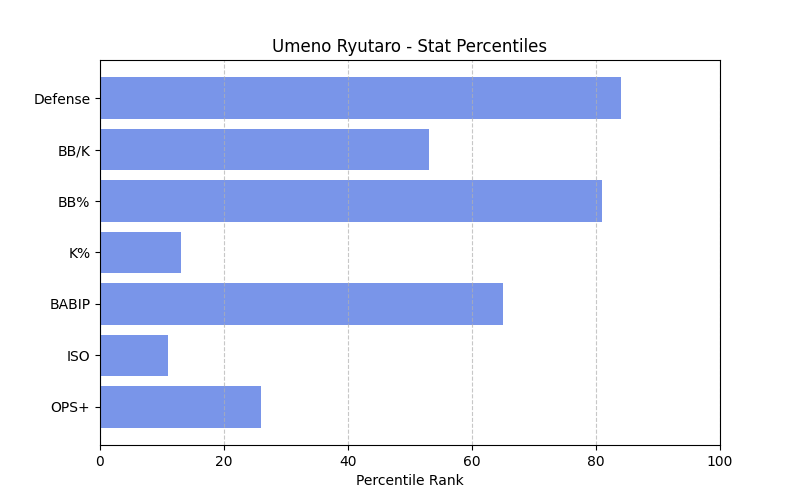 Umeno Ryutaro - Stat Percentiles
Defense
BB/K
BB%
K%
BABIP
ISO
OPS+
0 20 40 60 80 100
Percentile Rank